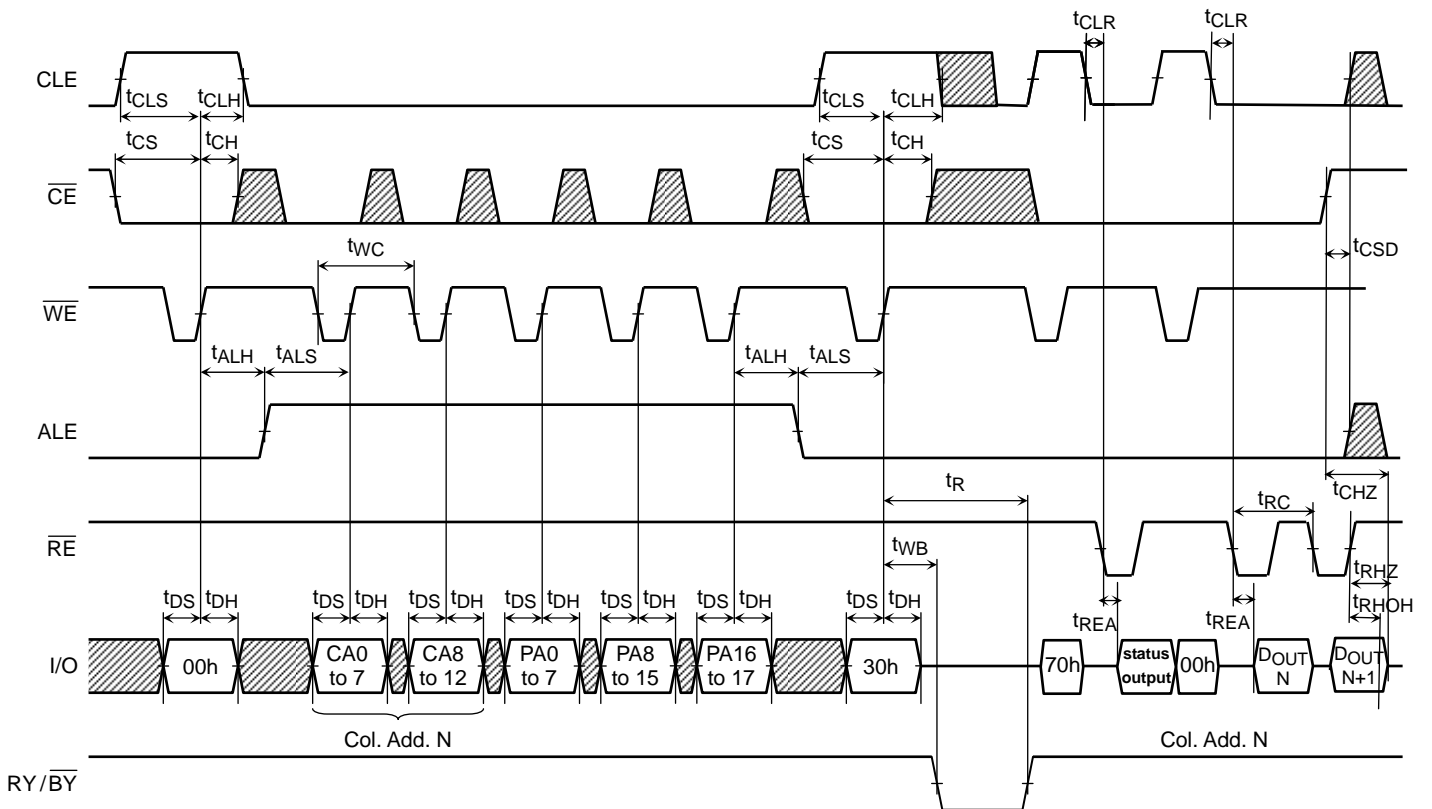 tCLR tCLR
CLE
tCLS tCLH tCLS tCLH
tCS tCH tCS tCH
CE
tWC tCSD
WE
tALH tALS tALH tALS
ALE
tR tCHZ
tRC
RE
tWB
tRHZ
tDS tDH tDS tDH tDS tDH tDS tDH tDS tDH tDS tDH tDS tDH tRHOH
tREA tREA
I/O
00h
CA0 to 7
CA8 to 12
PA0 to 7
PA8 to 15
PA16 to 17
30h
70h
status output
00h
DOUT N
DOUT N+1
Col. Add. N Col. Add. N
RY/BY